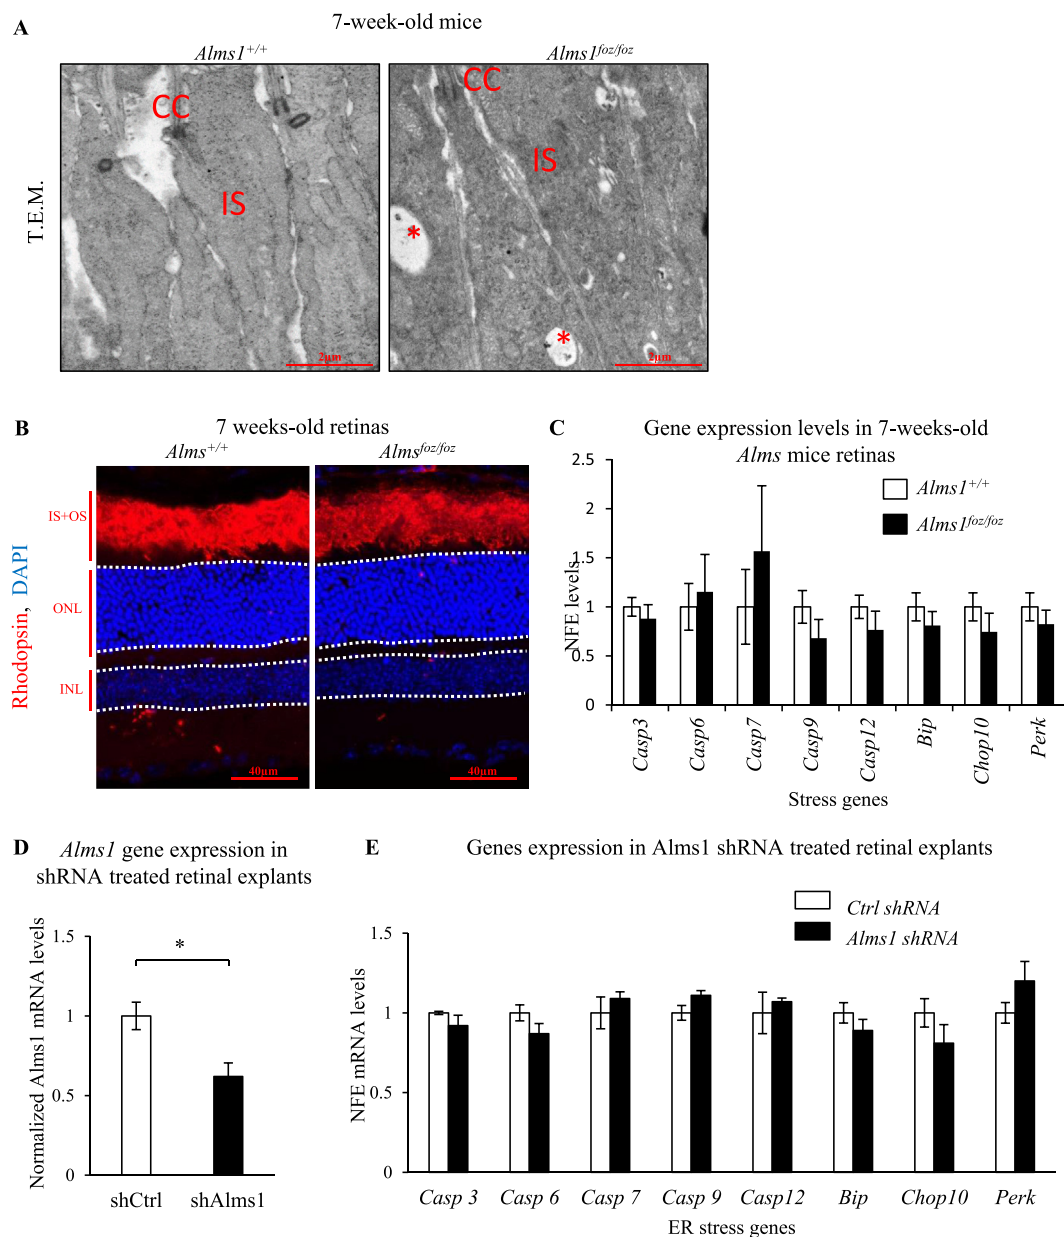 A
7-week-old mice
Alms1+/+
Alms1foz/foz
T.E.M.
CC
IS
2μm
CC
IS
*
*
2μm
B
7 weeks-old retinas
Alms+/+
Almsfoz/foz
Rhodopsin, DAPI
IS+OS
ONL
INL
40μm
40μm
C
Gene expression levels in 7-weeks-old
Alms mice retinas
Alms1+/+
Alms1foz/foz
NFE levels
2.5
2
1.5
1
0.5
0
Casp3
Casp6
Casp7
Casp9
Casp12
Bip
Chop10
Perk
Stress genes
D
Alms1 gene expression in
shRNA treated retinal explants
Normalized Alms1 mRNA levels
1.5
1
0.5
0
*
shCtrl
shAlms1
E
Genes expression in Alms1 shRNA treated retinal explants
Ctrl shRNA
Alms1 shRNA
NFE mRNA levels
1.5
1
0.5
0
Casp 3
Casp 6
Casp 7
Casp 9
Casp12
Bip
Chop10
Perk
ER stress genes